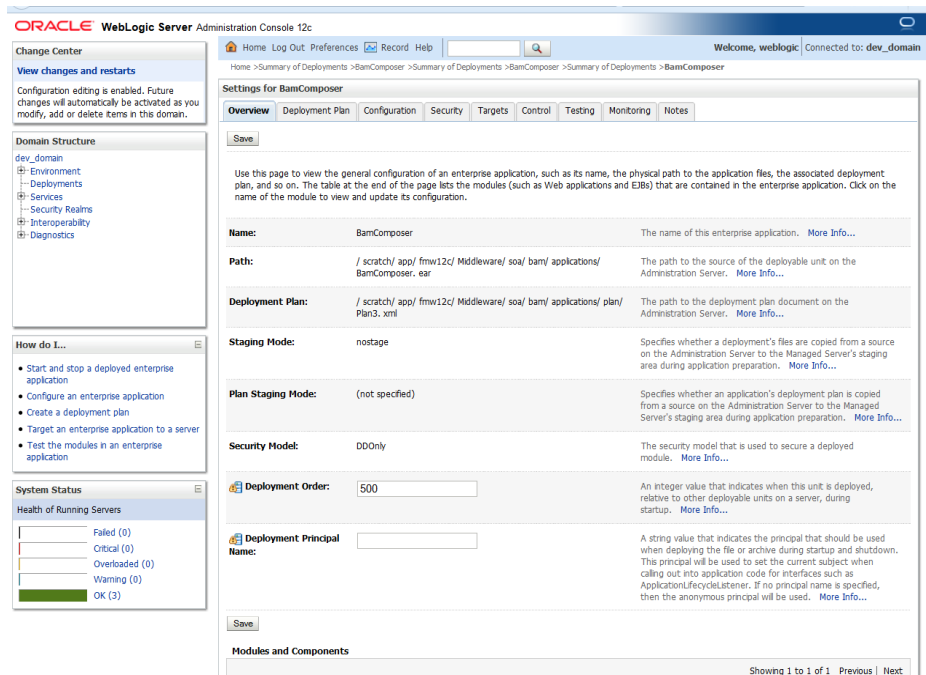 ORACLE WebLogic Server Administration Console 12c
Change Center
View changes and restarts
Configuration editing is enabled. Future
changes will automatically be activated as you
modify, add or delete items in this domain.
Domain Structure
dev_domain
Environment
Deployments
Services
Security Realms
Interoperability
Diagnostics
How do I...
Start and stop a deployed enterprise
application
Configure an enterprise application
Create a deployment plan
Target an enterprise application to a server
Test the modules in an enterprise
application
System Status
Health of Running Servers
Failed (0)
Critical (0)
Overloaded (0)
Warning (0)
OK (3)
Home Log Out Preferences Record Help
Welcome, weblogic Connected to: dev_domain
Home >Summary of Deployments >BamComposer >Summary of Deployments >BamComposer >Summary of Deployments >BamComposer
Settings for BamComposer
Overview Deployment Plan Configuration Security Targets Control Testing Monitoring Notes
Save
Use this page to view the general configuration of an enterprise application, such as its name, the physical path to the application files, the associated deployment
plan, and so on. The table at the end of the page lists the modules (such as Web applications and EJBs) that are contained in the enterprise application. Click on the
name of the module to view and update its configuration.
Name: BamComposer The name of this enterprise application. More Info...
Path: / scratch/ app/ fmw12c/ Middleware/ soa/ bam/ applications/ The path to the source of the deployable unit on the
BamComposer. ear Administration Server. More Info...
Deployment Plan: / scratch/ app/ fmw12c/ Middleware/ soa/ bam/ applications/ plan/ The path to the deployment plan document on the
Plan3. xml Administration Server. More Info...
Staging Mode: nostage Specifies whether a deployment's files are copied from a source
on the Administration Server to the Managed Server's staging
area during application preparation. More Info...
Plan Staging Mode: (not specified) Specifies whether an application's deployment plan is copied
from a source on the Administration Server to the Managed
Server's staging area during application preparation. More Info...
Security Model: DDOnly The security model that is used to secure a deployed
module. More Info...
Deployment Order: 500 An integer value that indicates when this unit is deployed,
relative to other deployable units on a server, during
startup. More Info...
Deployment Principal A string value that indicates the principal that should be used
Name: when deploying the file or archive during startup and shutdown.
This principal will be used to set the current subject when
calling out into application code for interfaces such as
ApplicationLifecycleListener. If no principal name is specified,
then the anonymous principal will be used. More Info...
Save
Modules and Components
Showing 1 to 1 of 1 Previous | Next